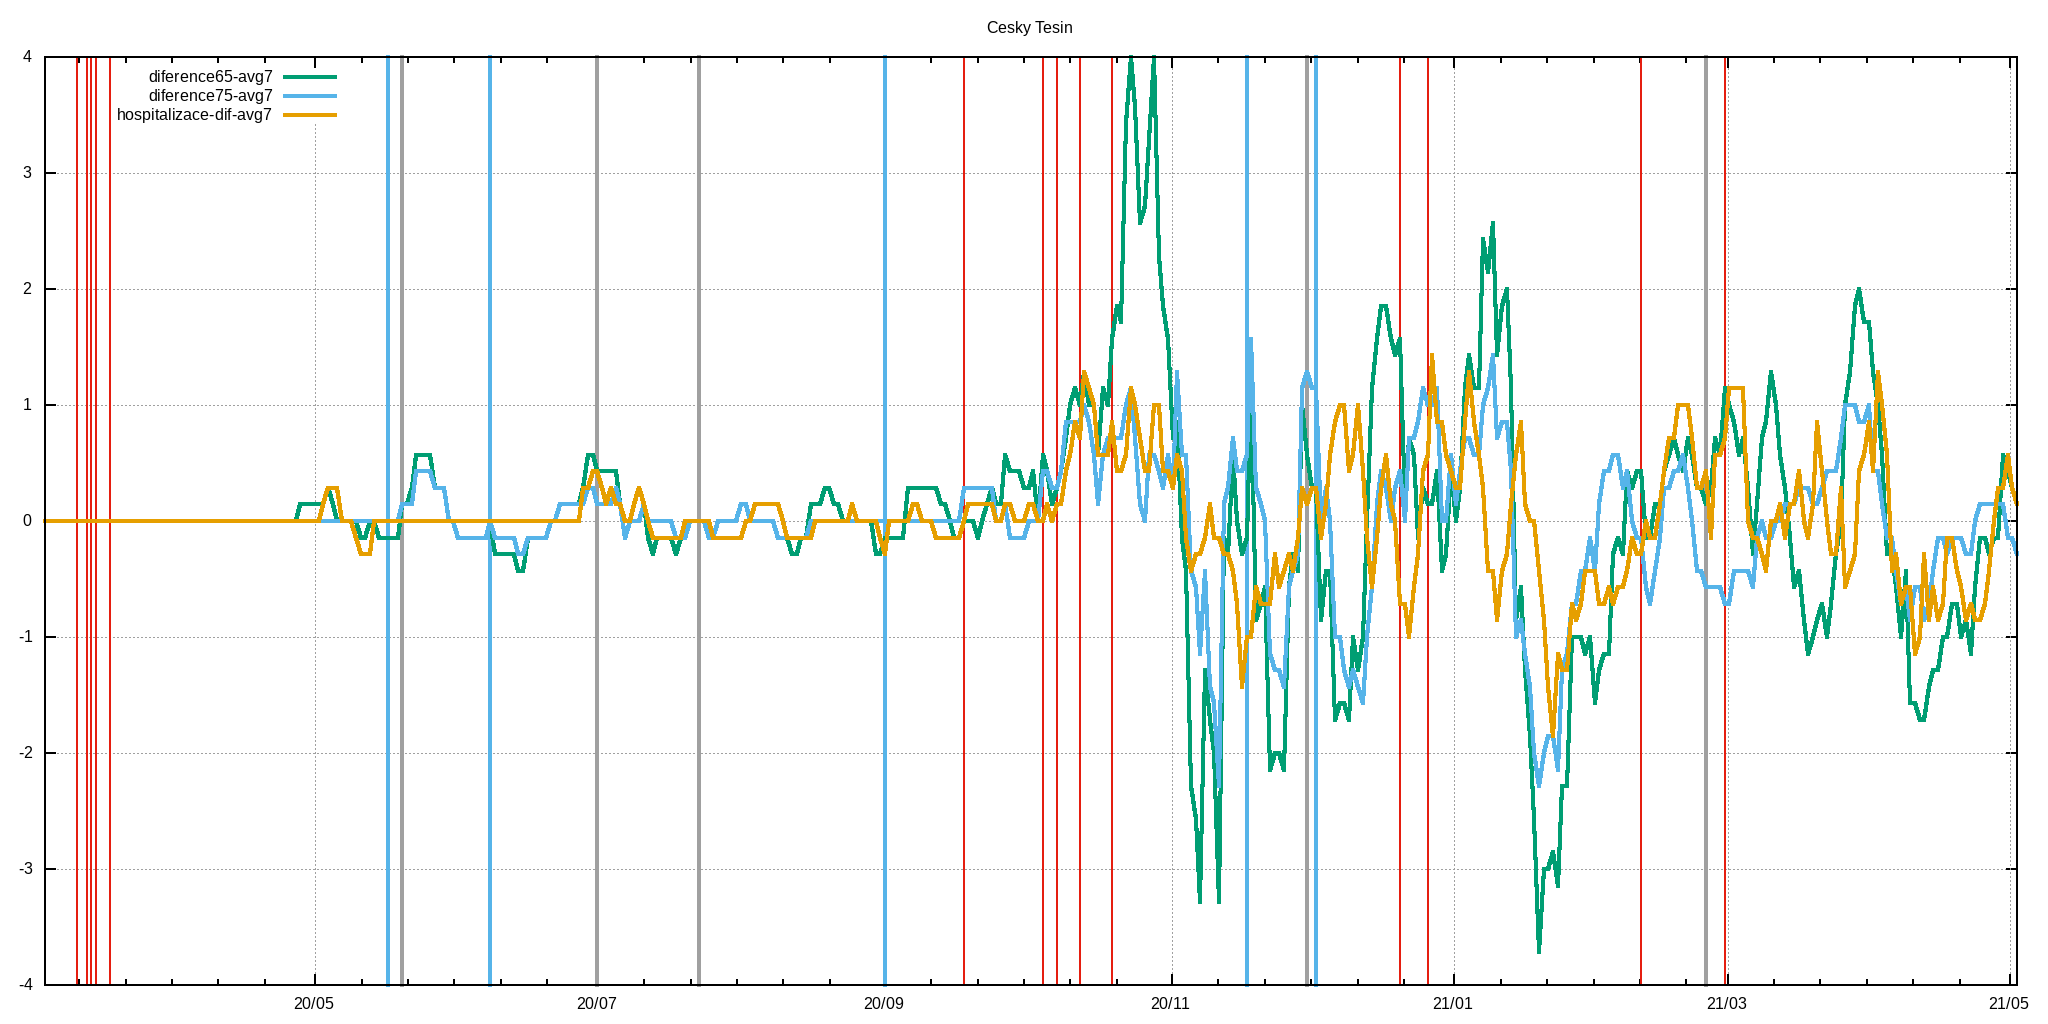 Cesky Tesin
diference65-avg7
diference75-avg7
hospitalizace-dif-avg7
4
3
2
1
0
-1
-2
-3
-4
20/05 20/07 20/09 20/11 21/01 21/03 21/05